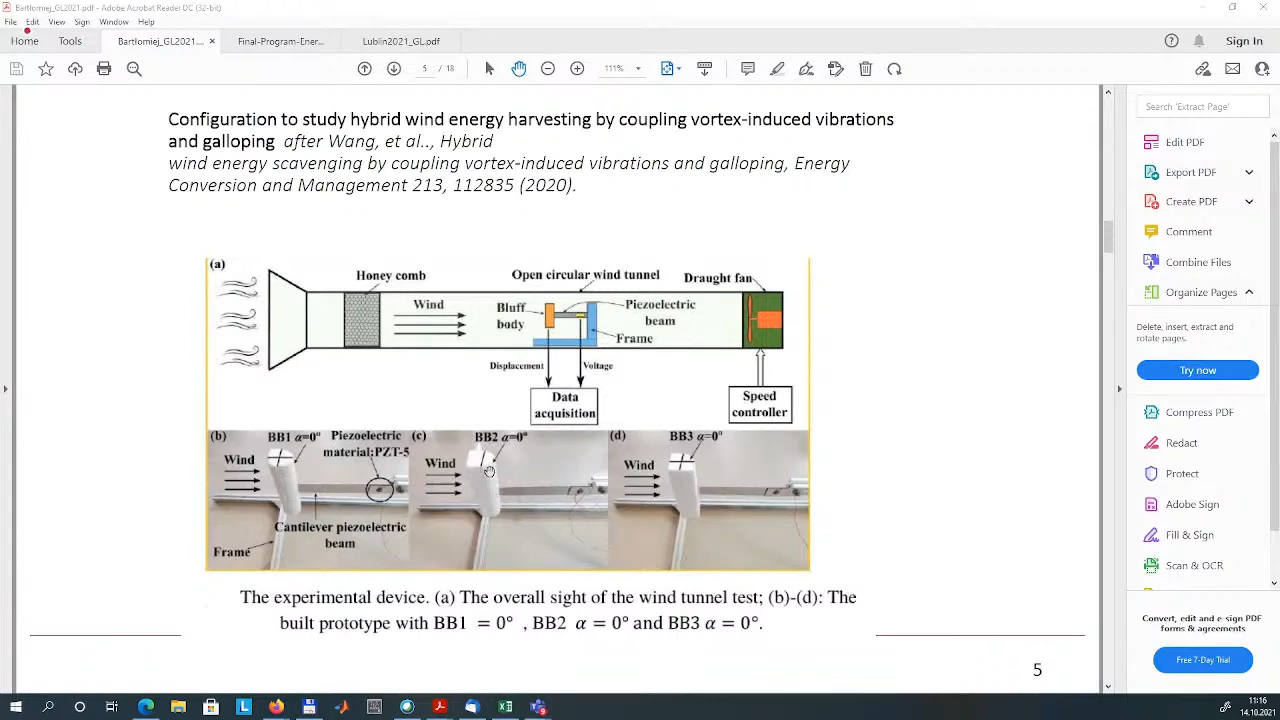 Bartlomiej_GL2021.pdf - Adobe Acrobat Reader DC (32-bit)
File Edit View Sign Window Help
Home Tools Bartlomiej_GL2021.... × Final-Program-Ener... Lublin2021_GL.pdf Sign In
5 / 18 111%
Configuration to study hybrid wind energy harvesting by coupling vortex-induced vibrations
and galloping after Wang, et al.., Hybrid
wind energy scavenging by coupling vortex-induced vibrations and galloping, Energy
Conversion and Management 213, 112835 (2020).
(a)
Honey comb
Open circular wind tunnel
Draught fan
Wind
Bluff
body
Piezoelectric
beam
Frame
Displacement
Voltage
Data
acquisition
Speed
controller
(b) BB1 α=0° Piezoelectric
material:PZT-5
Wind
Cantilever piezoelectric
beam
Frame
(c) BB2 α=0°
Wind
(d) BB3 α=0°
Wind
The experimental device. (a) The overall sight of the wind tunnel test; (b)-(d): The
built prototype with BB1 = 0° , BB2 α = 0° and BB3 α = 0°.
5
Search 'Extract Page'
Edit PDF
Export PDF
Create PDF
Comment
Combine Files
Organize Pages
Delete, insert, extract and
rotate pages.
Try now
Compress PDF
Redact
Protect
Adobe Sign
Fill & Sign
Scan & OCR
Convert, edit and e-sign PDF
forms & agreements
Free 7-Day Trial
11:16
14.10.2021